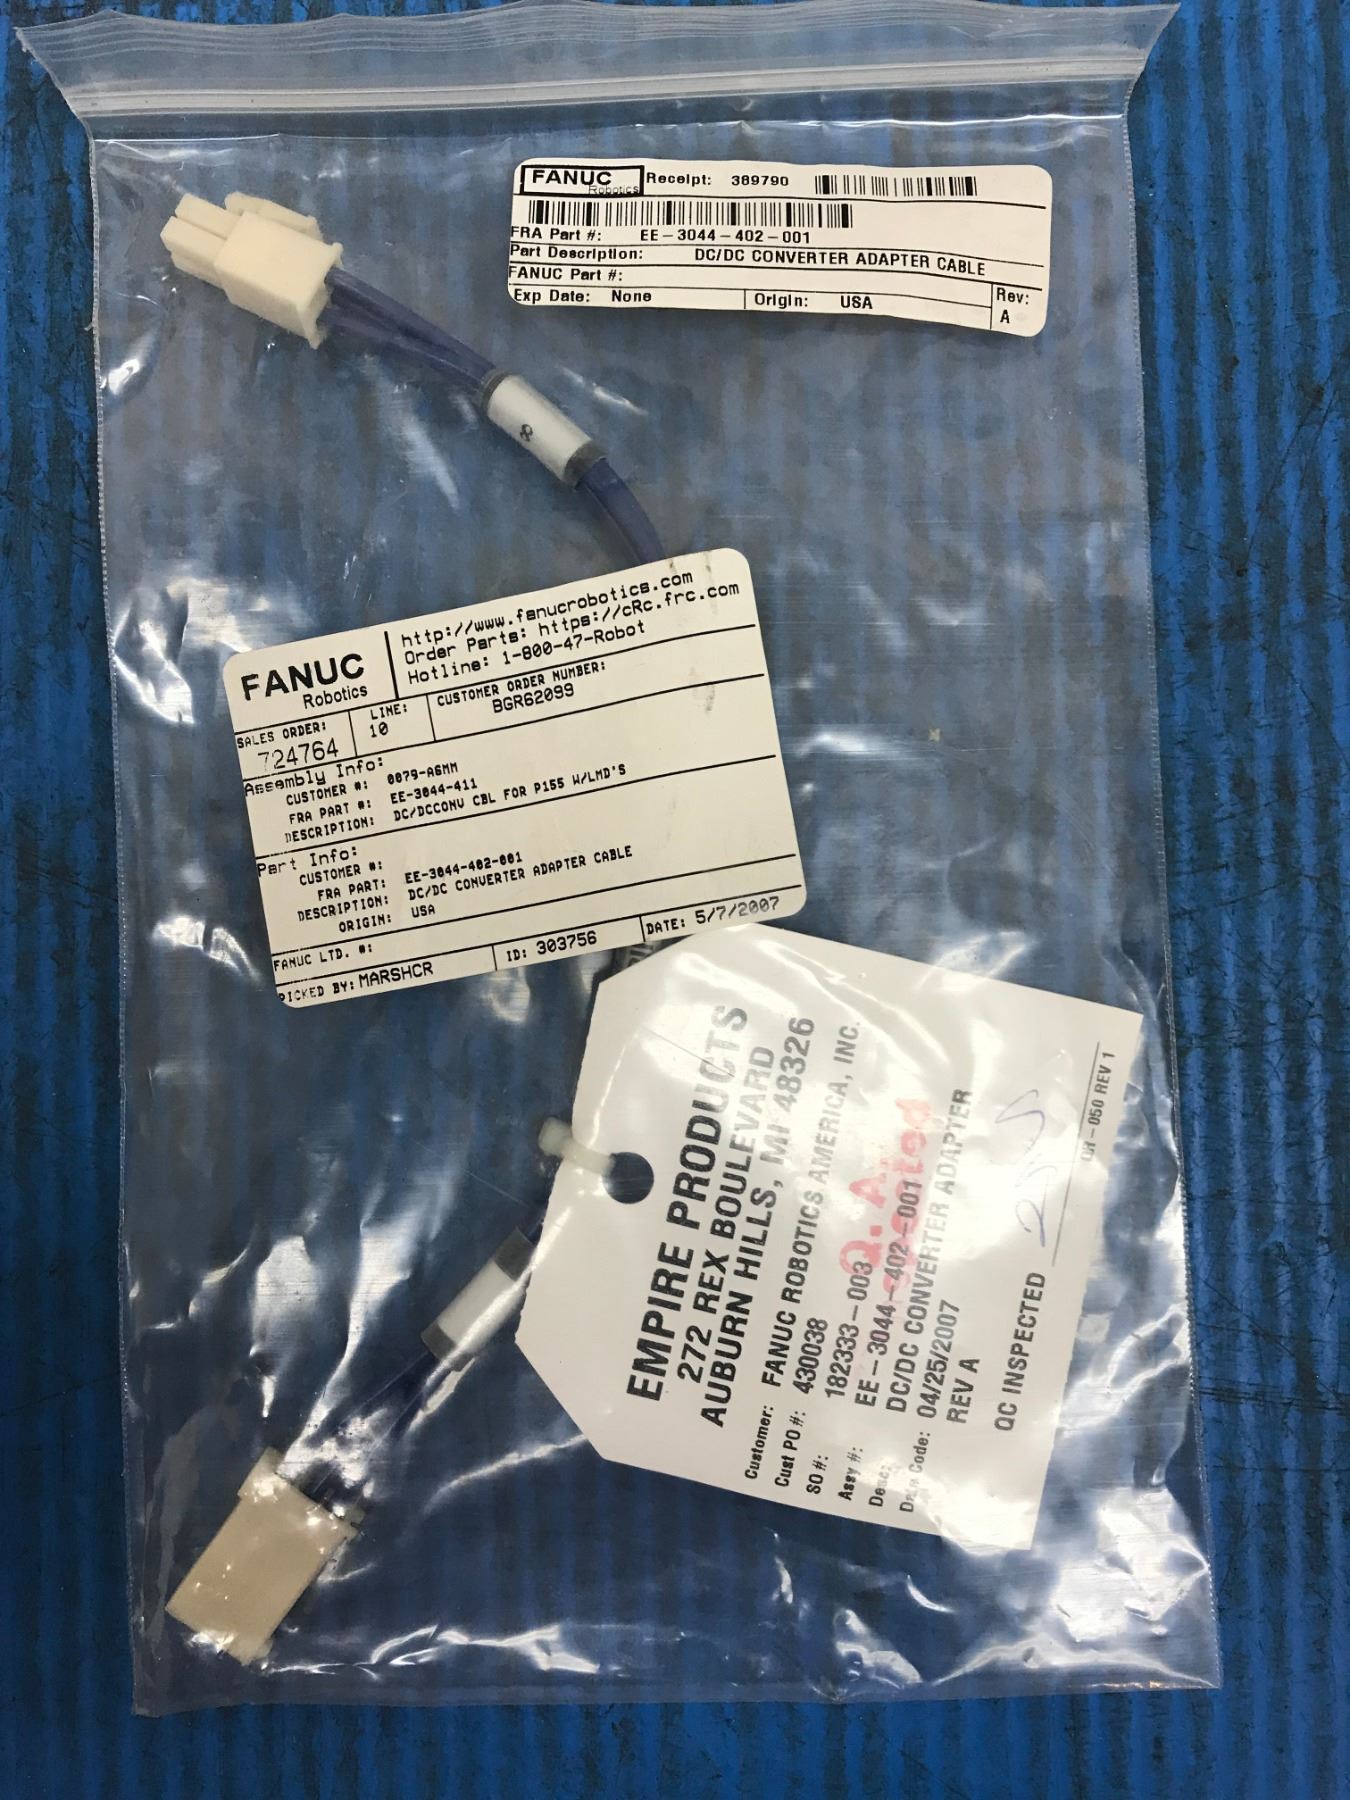 FANUC Robotics Receipt: 389790
FRA Part #: EE-3044-402-001
Part Description: DC/DC CONVERTER ADAPTER CABLE
FANUC Part #:
Exp Date: None Origin: USA Rev: A
8
FANUC Robotics
http://www.fanucrobotics.com
Order Parts: https://cRc.frc.com
Hotline: 1-800-47-Robot
SALES ORDER: 724764 LINE: 10 CUSTOMER ORDER NUMBER: BGR62099
Assembly Info:
CUSTOMER #: 0079-A6MM
FRA PART #: EE-3044-411
DESCRIPTION: DC/DCCONV CBL FOR P155 W/LMD'S
Part Info:
CUSTOMER #:
FRA PART: EE-3044-402-001
DESCRIPTION: DC/DC CONVERTER ADAPTER CABLE
ORIGIN: USA
FANUC LTD. #:
PICKED BY: MARSHCR ID: 303756 DATE: 5/7/2007
EMPIRE PRODUCTS
272 REX BOULEVARD
AUBURN HILLS, MI 48326
Customer: FANUC ROBOTICS AMERICA, INC.
Cust PO #: 430038
SO #: 182333-003
Assy #: EE-3044-402-001
Desc: DC/DC CONVERTER ADAPTER
Date Code: 04/25/2007
REV A
QC INSPECTED
REV 1